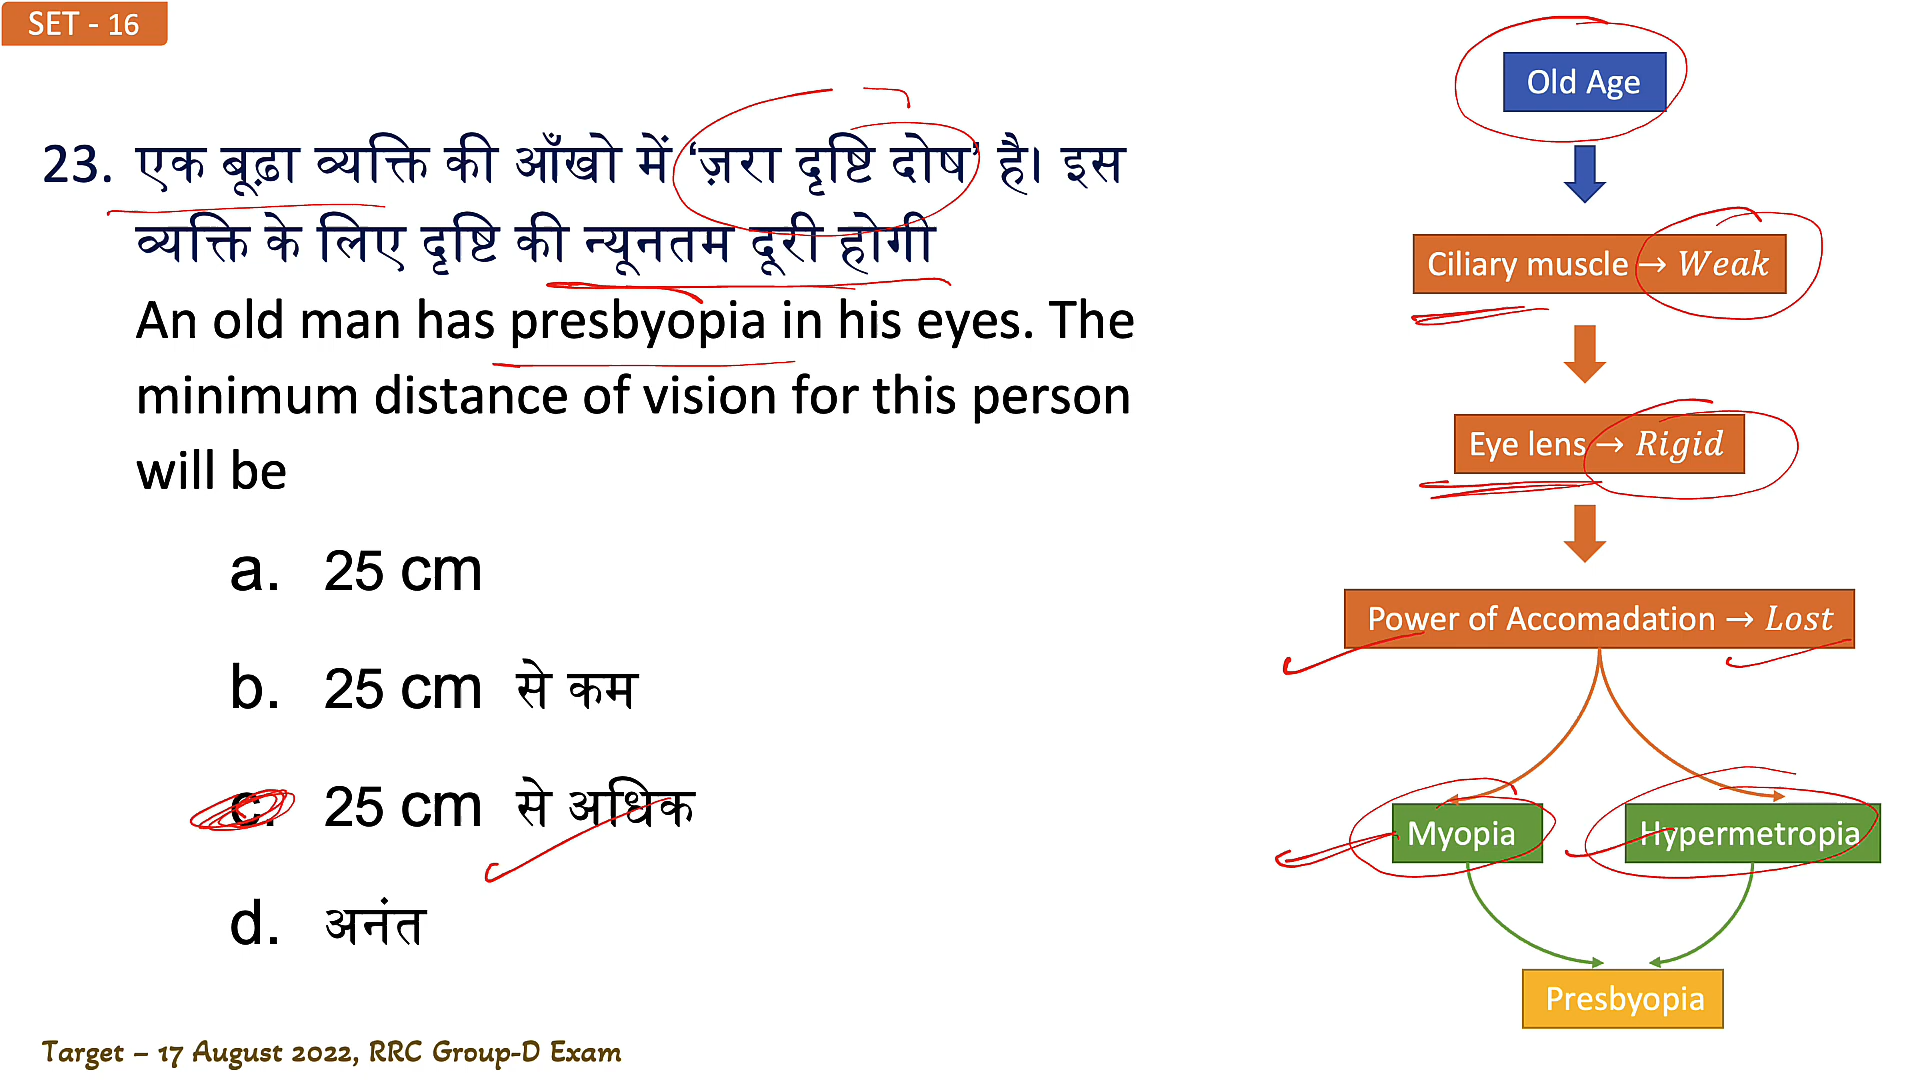 SET - 16
23. एक बूढ़ा व्यक्ति की आँखो में ‘ज़रा दृष्टि दोष’ है। इस
व्यक्ति के लिए दृष्टि की न्यूनतम दूरी होगी
An old man has presbyopia in his eyes. The
minimum distance of vision for this person
will be
a. 25 cm
b. 25 cm से कम
c. 25 cm से अधिक
d. अनंत
Target – 17 August 2022, RRC Group-D Exam
Old Age
Ciliary muscle → Weak
Eye lens → Rigid
Power of Accomadation → Lost
Myopia
Hypermetropia
Presbyopia